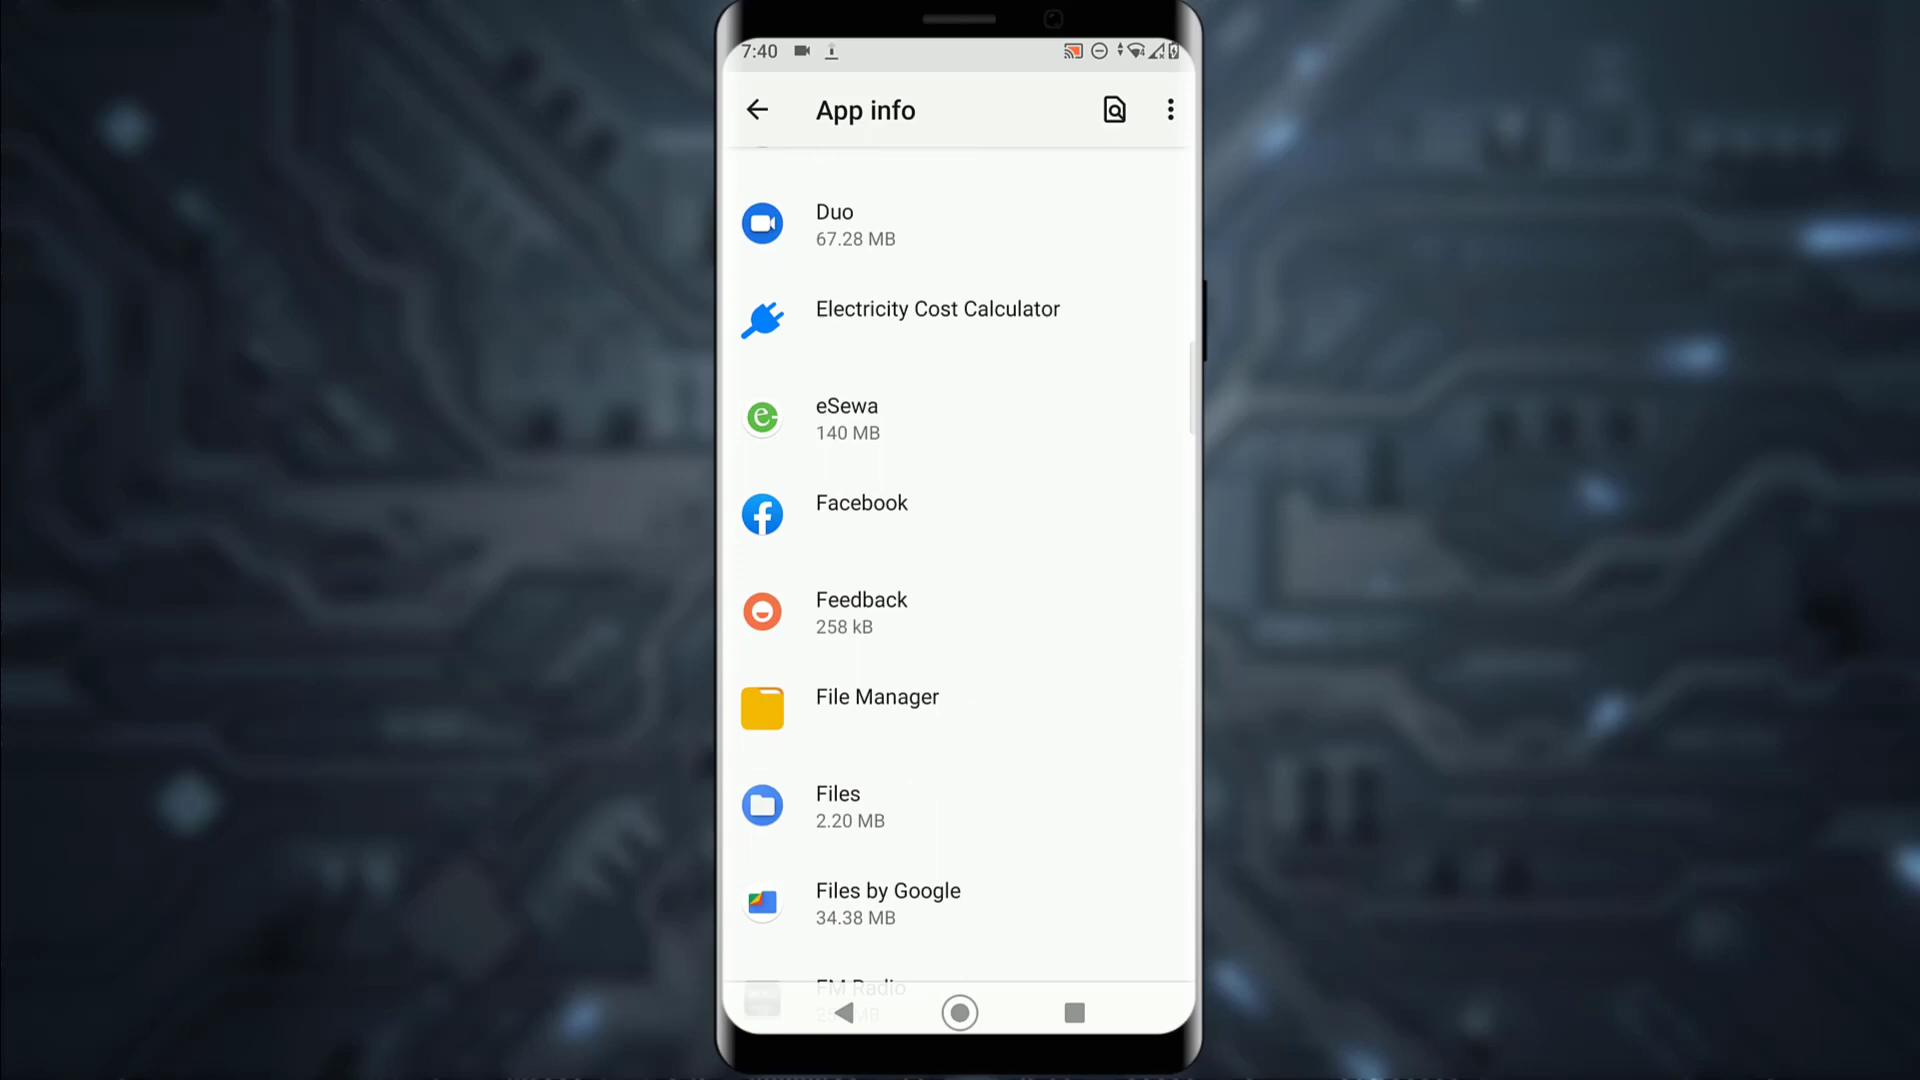 7:40
App info
Duo
67.28 MB
Electricity Cost Calculator
eSewa
140 MB
Facebook
Feedback
258 kB
File Manager
Files
2.20 MB
Files by Google
34.38 MB
FM Radio
MB